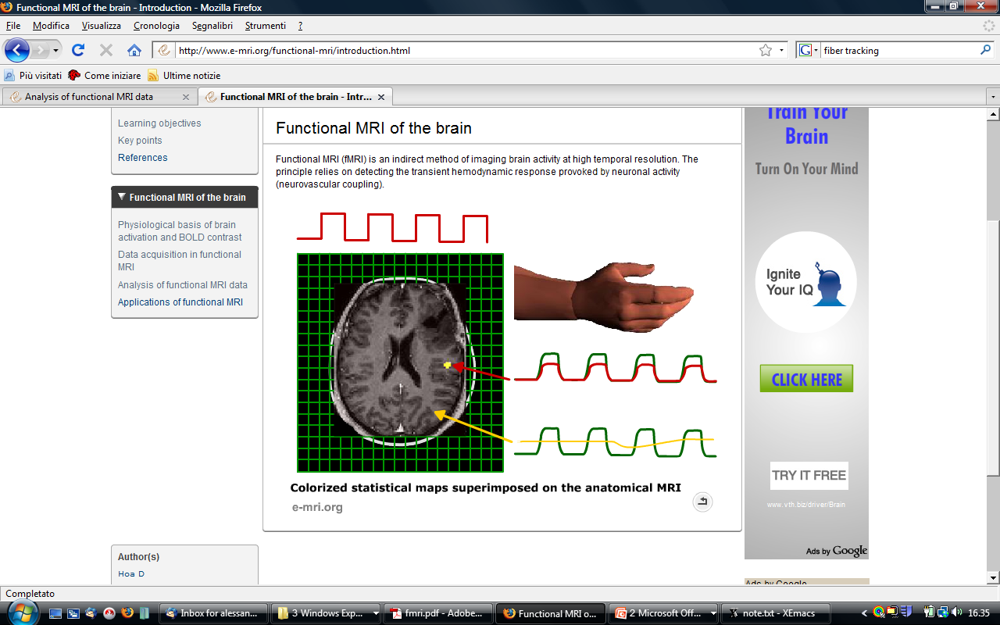 Functional MRI of the brain - Introduction - Mozilla Firefox
File Modifica Visualizza Cronologia Segnalibri Strumenti ?
http://www.e-mri.org/functional-mri/introduction.html
G fiber tracking
Più visitati Come iniziare Ultime notizie
Analysis of functional MRI data
Functional MRI of the brain - Intr...
Learning objectives
Key points
References
Functional MRI of the brain
Physiological basis of brain
activation and BOLD contrast
Data acquisition in functional
MRI
Analysis of functional MRI data
Applications of functional MRI
Author(s)
Hoa D
Functional MRI of the brain
Functional MRI (fMRI) is an indirect method of imaging brain activity at high temporal resolution. The
principle relies on detecting the transient hemodynamic response provoked by neuronal activity
(neurovascular coupling).
Colorized statistical maps superimposed on the anatomical MRI
e-mri.org
Train Your
Brain
Turn On Your Mind
Ignite
Your IQ
CLICK HERE
TRY IT FREE
www.vth.biz/driver/Brain
Ads by Google
Ads by Google
Completato
Inbox for alessan...
3 Windows Exp...
fmri.pdf - Adobe...
Functional MRI o...
2 Microsoft Off...
note.txt - XEmacs
16.35